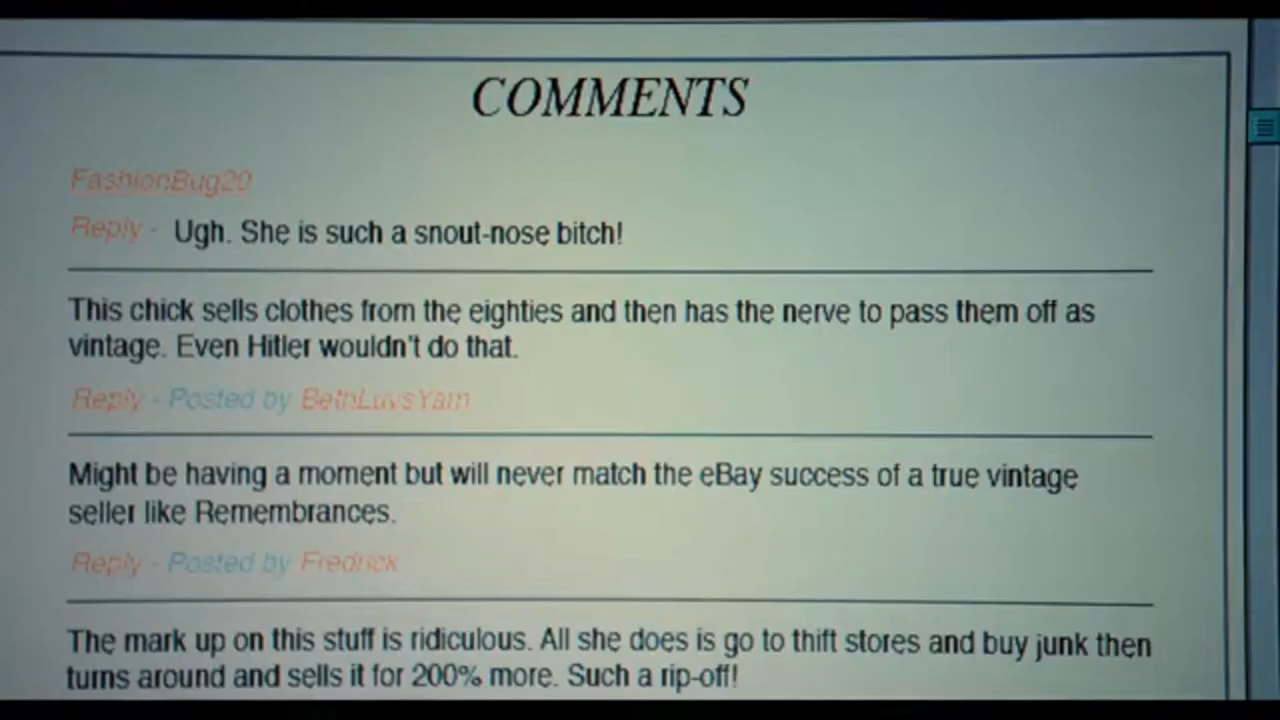 COMMENTS
FashionBug20
Reply - Ugh. She is such a snout-nose bitch!
This chick sells clothes from the eighties and then has the nerve to pass them off as
vintage. Even Hitler wouldn't do that.
Reply - Posted by BethLuvsYarn
Might be having a moment but will never match the eBay success of a true vintage
seller like Remembrances.
Reply - Posted by Fredrick
The mark up on this stuff is ridiculous. All she does is go to thift stores and buy junk then
turns around and sells it for 200% more. Such a rip-off!